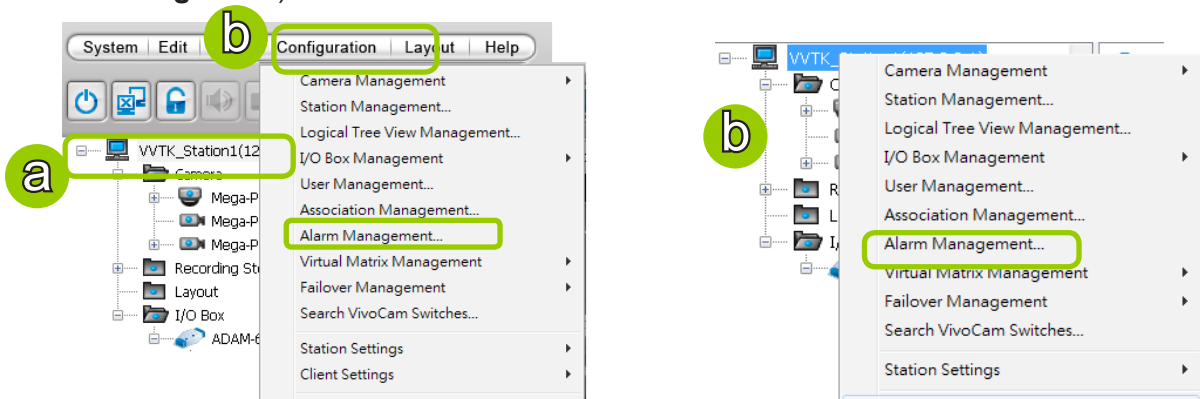 System Edit Configuration Layout Help
b
Camera Management
Station Management...
Logical Tree View Management...
I/O Box Management
User Management...
Association Management...
Alarm Management...
Virtual Matrix Management
Failover Management
Search VivoCam Switches...
Station Settings
Client Settings
a
VVTK_Station1(12
Camera
Mega-P
Mega-P
Mega-P
Recording St
Layout
I/O Box
ADAM-6
VVTK_
b
C
R
L
I/
Camera Management
Station Management...
Logical Tree View Management...
I/O Box Management
User Management...
Association Management...
Alarm Management...
Virtual Matrix Management
Failover Management
Search VivoCam Switches...
Station Settings